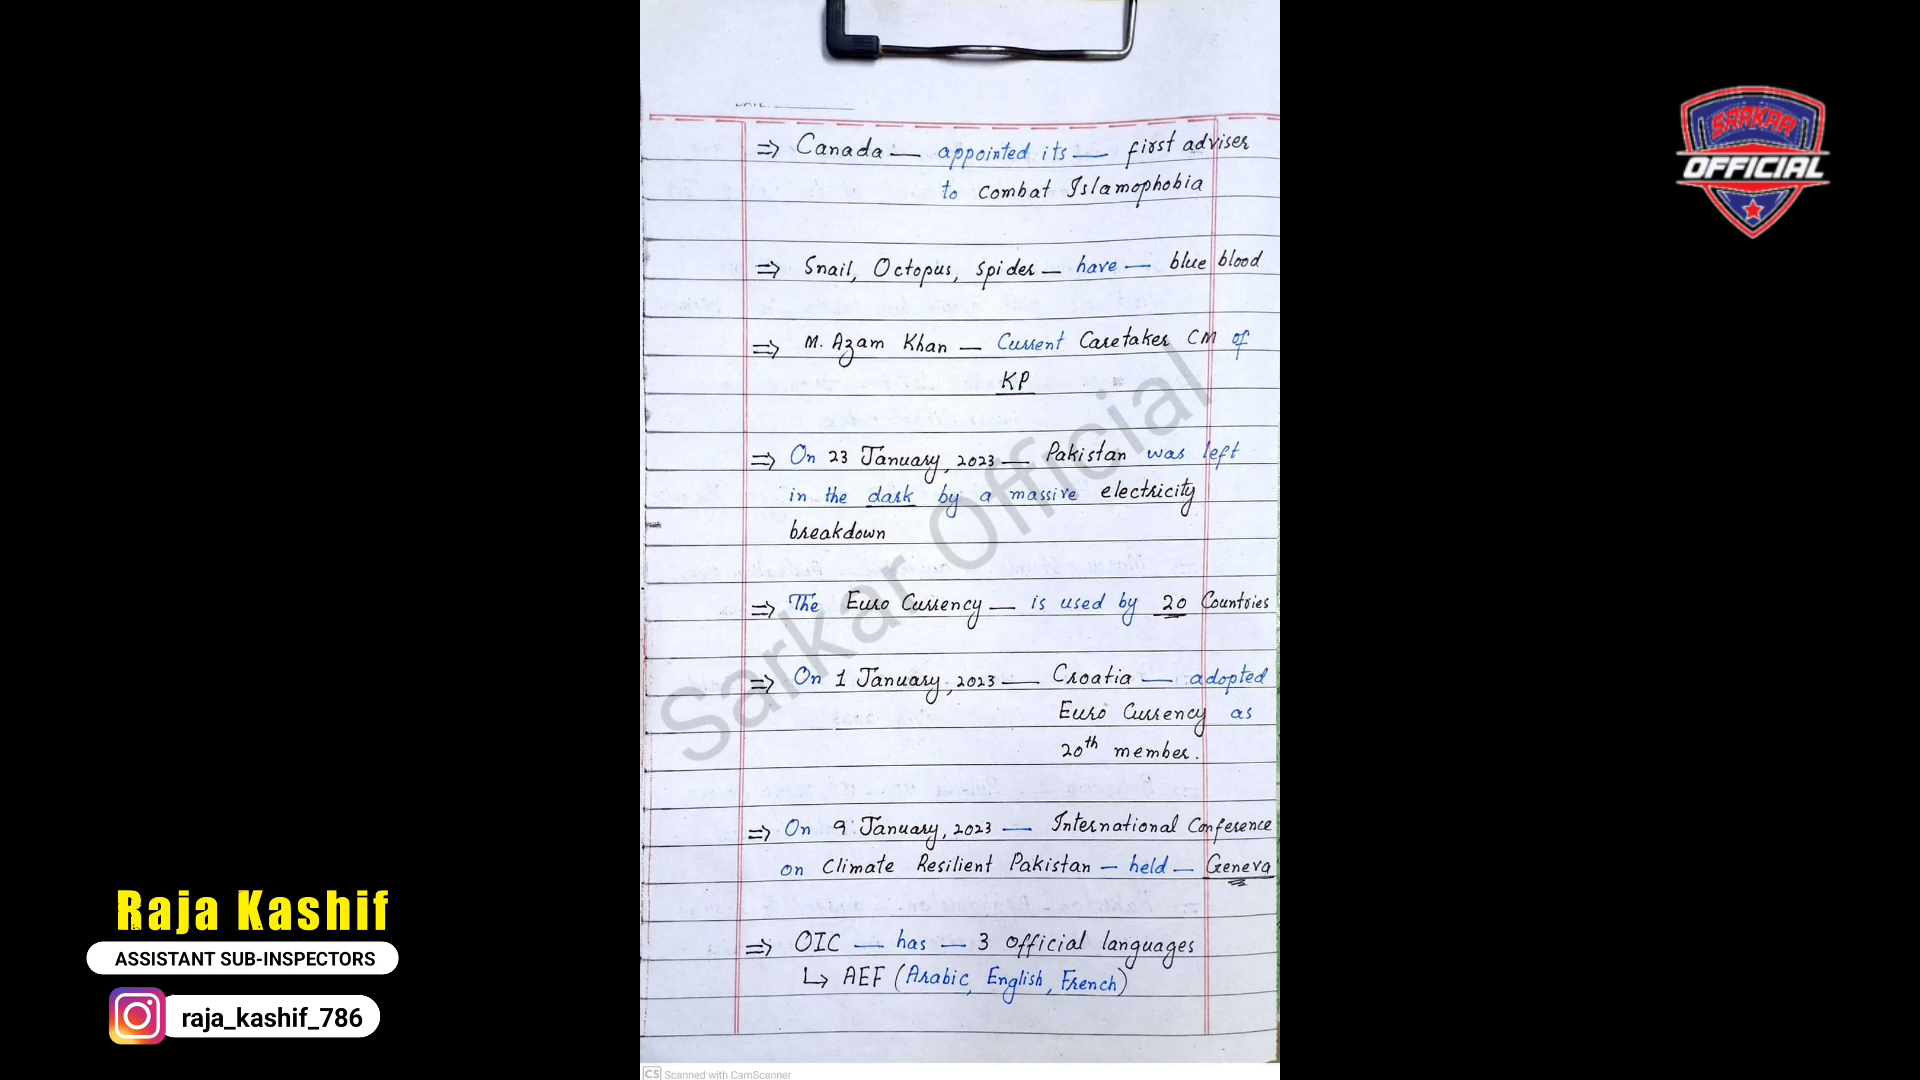 DATE:
⇒ Canada — appointed its — first adviser
to combat Islamophobia
⇒ Snail, Octopus, spider — have — blue blood
⇒ M. Azam Khan — Current Caretaker CM of
KP
⇒ On 23 January, 2023 — Pakistan was left
in the dark by a massive electricity
breakdown
⇒ The Euro Currency — is used by 20 Countries
⇒ On 1 January, 2023 — Croatia — adopted
Euro Currency as
20th member.
⇒ On 9 January, 2023 — International Conference
on Climate Resilient Pakistan — held — Geneva
⇒ OIC — has — 3 official languages
↳ AEF (Arabic, English, French)
Sarkar Official
CS Scanned with CamScanner
SARKAR
OFFICIAL
Raja Kashif
ASSISTANT SUB-INSPECTORS
raja_kashif_786